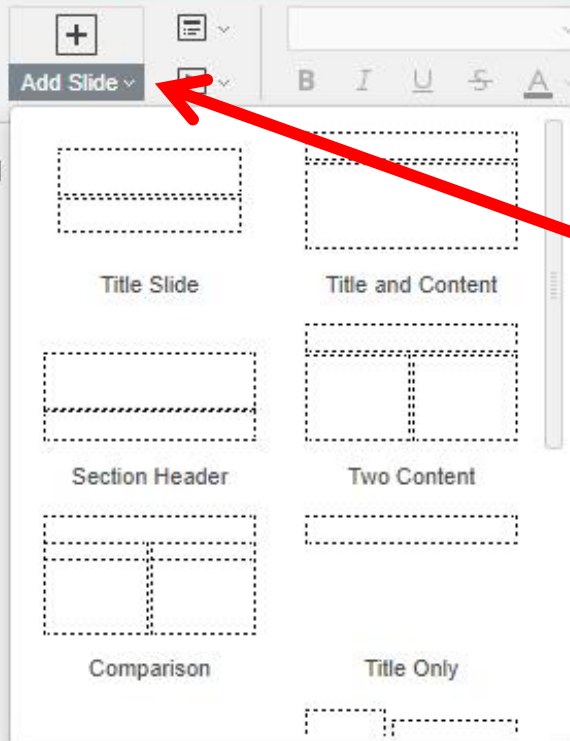 Add Slide
B I U S A
Title Slide Title and Content
Section Header Two Content
Comparison Title Only